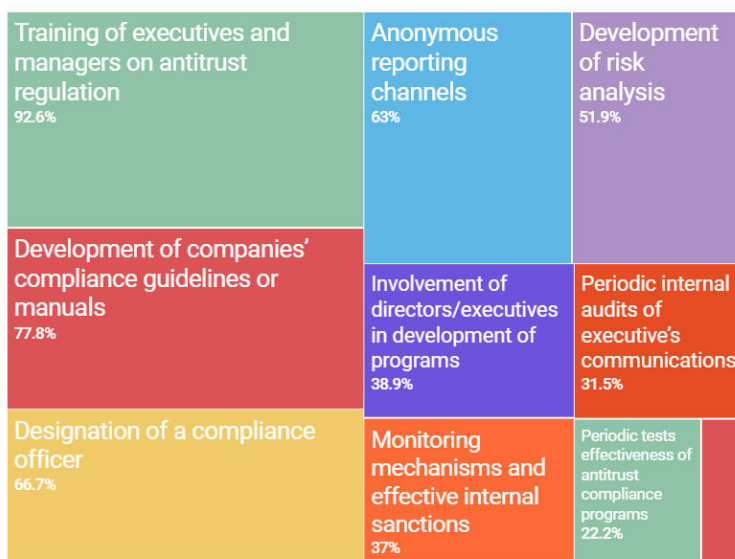 Training of executives and
managers on antitrust
regulation
92.6%
Development of companies'
compliance guidelines or
manuals
77.8%
Designation of a compliance
officer
66.7%
Anonymous
reporting
channels
63%
Development
of risk
analysis
51.9%
Involvement of
directors/executives
in development of
programs
38.9%
Monitoring
mechanisms and
effective internal
sanctions
37%
Periodic internal
audits of
executive's
communications
31.5%
Periodic tests
effectiveness of
antitrust
compliance
programs
22.2%